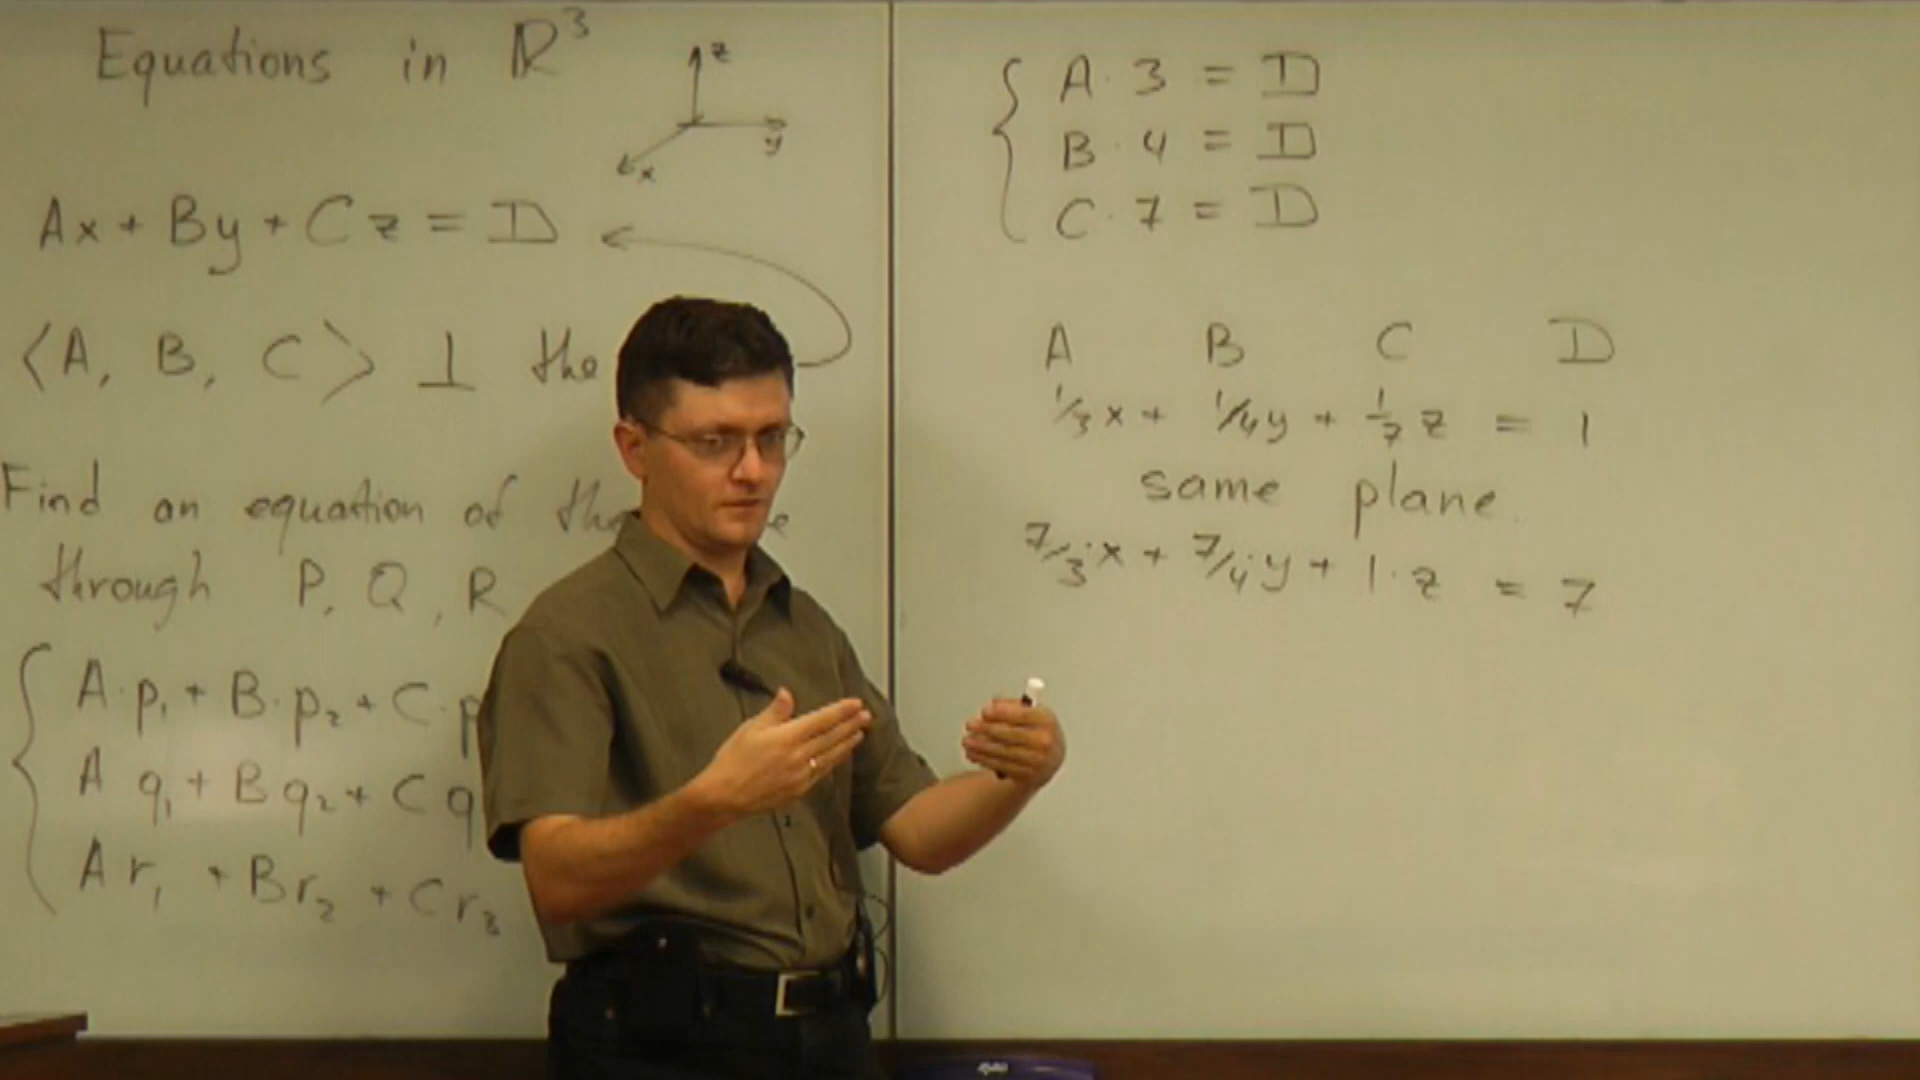 Equations in ℝ³
z
y
x
Ax + By + Cz = D
⟨A, B, C⟩ ⊥ the
Find an equation of the
through P, Q, R
A·p₁ + B·p₂ + C·p
A q₁ + B q₂ + C q
A r₁ + B r₂ + C r₃
A·3 = D
B·4 = D
C·7 = D
A B C D
1/3 x + 1/4 y + 1/7 z = 1
same plane.
7/3·x + 7/4·y + 1·z = 7